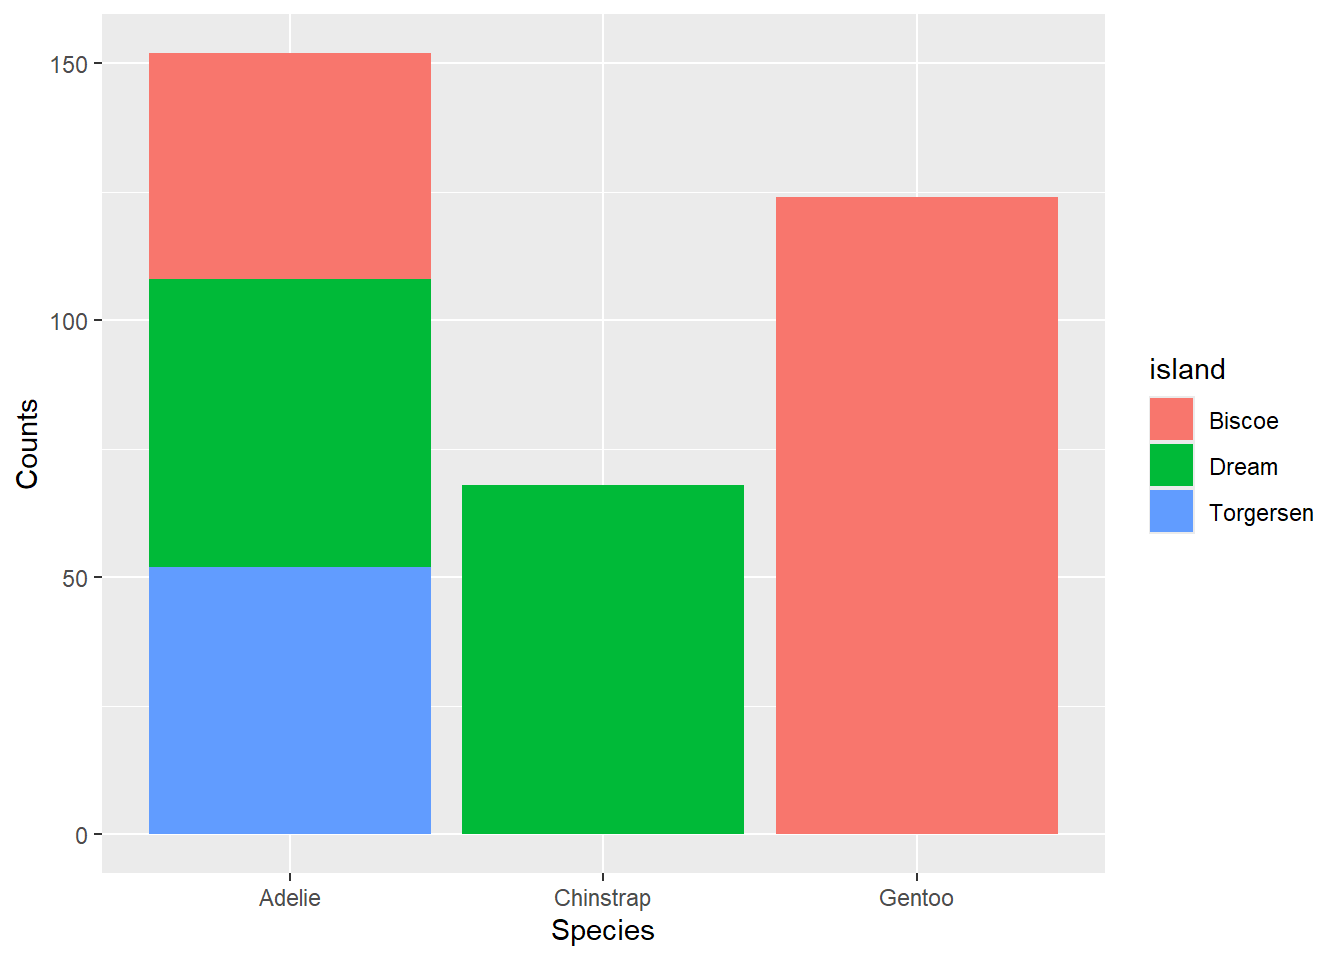 150
100
50
0
Counts
Adelie
Chinstrap
Gentoo
Species
island
Biscoe
Dream
Torgersen